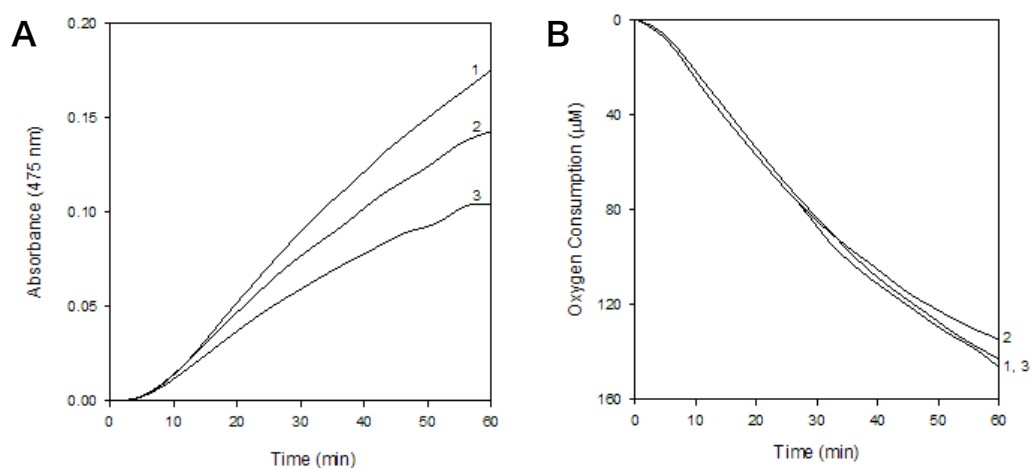 A
Absorbance (475 nm)
0.20
0.15
0.10
0.05
0.00
1
2
3
0 10 20 30 40 50 60
Time (min)
B
Oxygen Consumption (µM)
0
40
80
120
160
2
1, 3
0 10 20 30 40 50 60
Time (min)